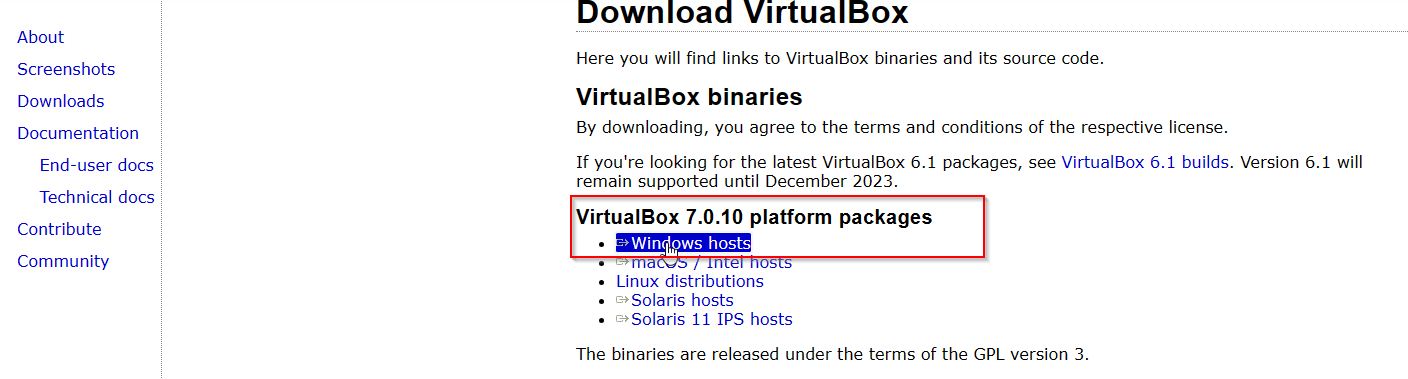 Download VirtualBox
About
Screenshots
Downloads
Documentation
End-user docs
Technical docs
Contribute
Community
Here you will find links to VirtualBox binaries and its source code.
VirtualBox binaries
By downloading, you agree to the terms and conditions of the respective license.
If you're looking for the latest VirtualBox 6.1 packages, see VirtualBox 6.1 builds. Version 6.1 will
remain supported until December 2023.
VirtualBox 7.0.10 platform packages
Windows hosts
macOS / Intel hosts
Linux distributions
Solaris hosts
Solaris 11 IPS hosts
The binaries are released under the terms of the GPL version 3.